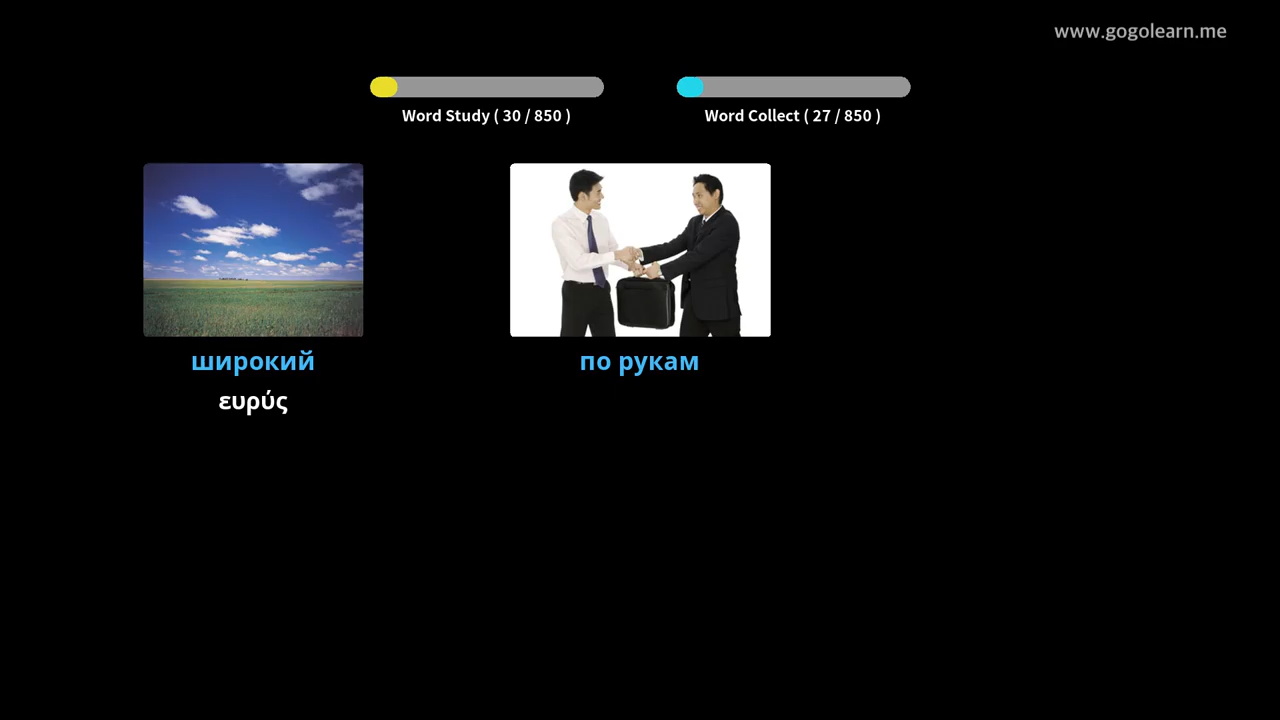 www.gogolearn.me
Word Study ( 30 / 850 )
Word Collect ( 27 / 850 )
широкий
ευρύς
по рукам